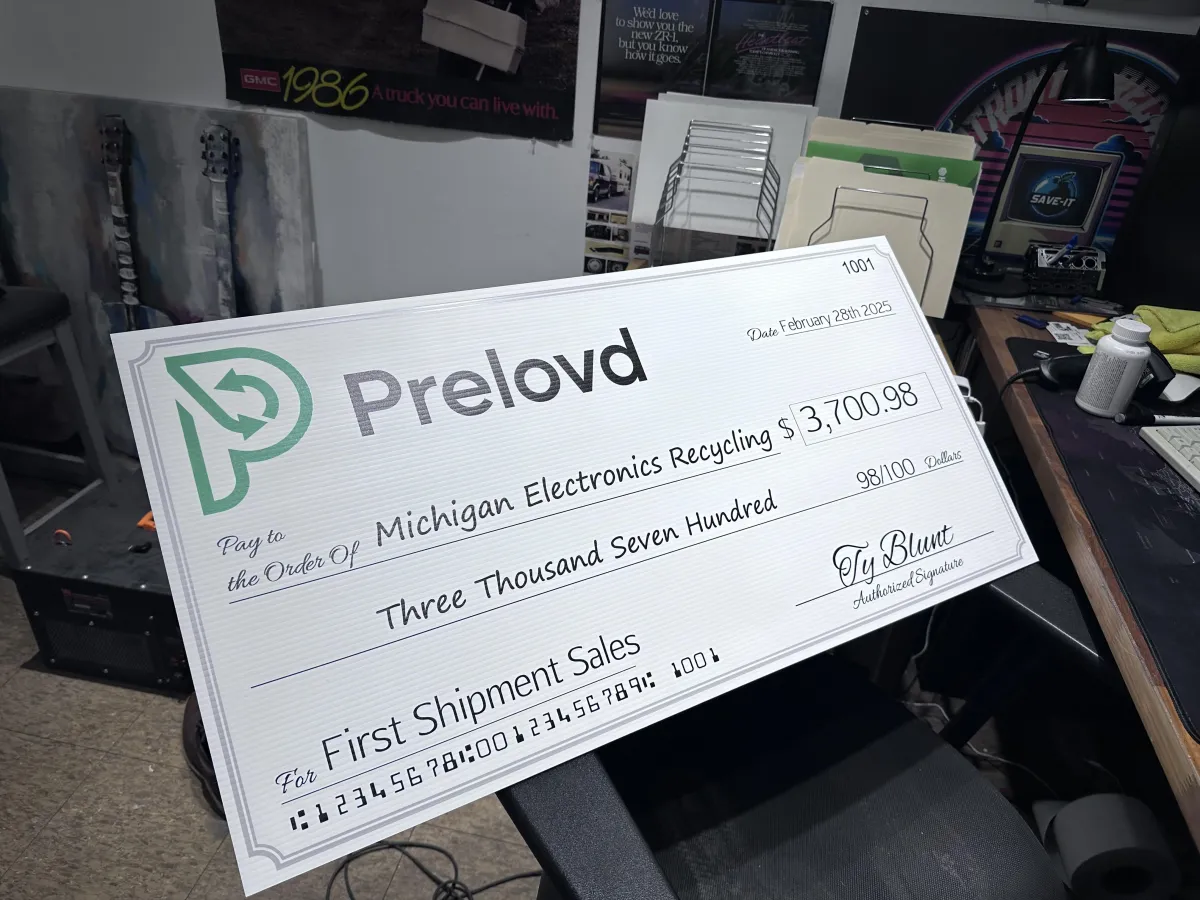 We'd love
to show you the
new ZR-1,
but you know
how it goes.
GMC 1986 A truck you can live with.
SAVE-IT
1001
Date February 28th 2025
Prelovd
Pay to
the Order Of Michigan Electronics Recycling $ 3,700.98
Three Thousand Seven Hundred 98/100 Dollars
Ty Blunt
Authorized Signature
For First Shipment Sales
⑆123456781⑆00123456789⑆ 1001